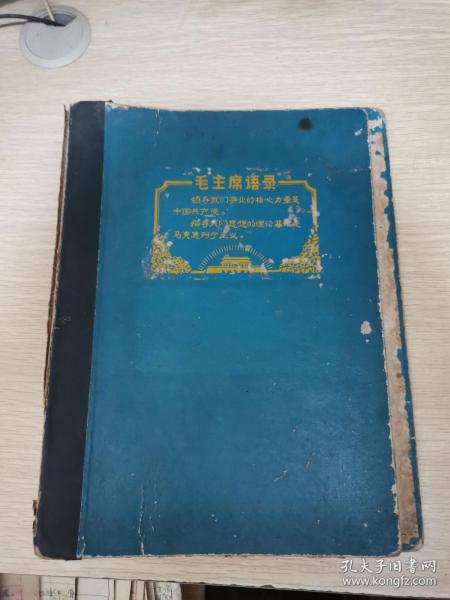 毛主席语录
领导我们事业的核心力量是
中国共产党。
指导我们思想的理论基础是
马克思列宁主义。
孔夫子旧书网
www.kongfz.com